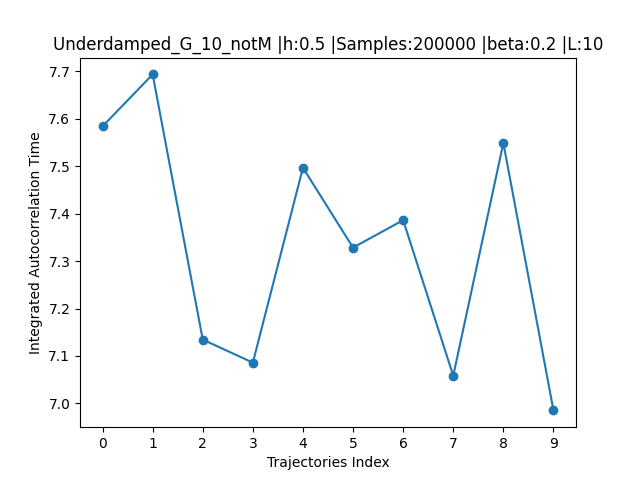 Underdamped_G_10_notM |h:0.5 |Samples:200000 |beta:0.2 |L:10
7.7
7.6
7.5
7.4
7.3
7.2
7.1
7.0
Integrated Autocorrelation Time
0 1 2 3 4 5 6 7 8 9
Trajectories Index